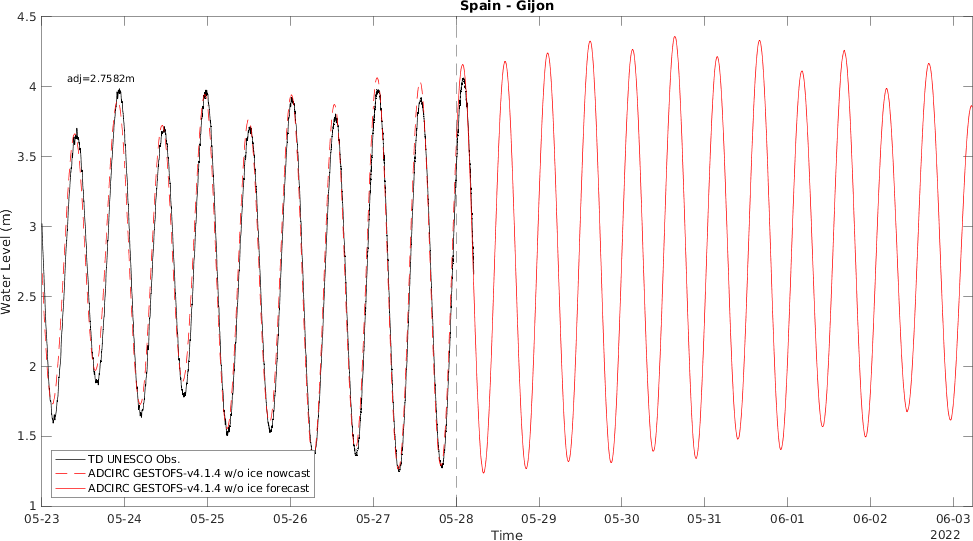 Spain - Gijon
4.5
4
3.5
3
2.5
2
1.5
1
Water Level (m)
adj=2.7582m
TD UNESCO Obs.
ADCIRC GESTOFS-v4.1.4 w/o ice nowcast
ADCIRC GESTOFS-v4.1.4 w/o ice forecast
05-23 05-24 05-25 05-26 05-27 05-28 05-29 05-30 05-31 06-01 06-02 06-03
Time
2022